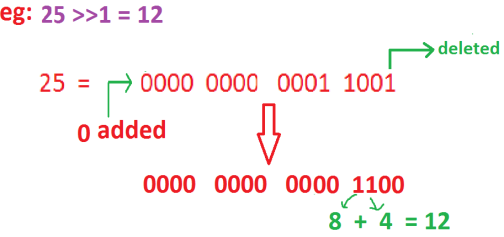 eg: 25 >>1 = 12
deleted
25 = 0000 0000 0001 1001
0 added
0000 0000 0000 1100
8 + 4 = 12